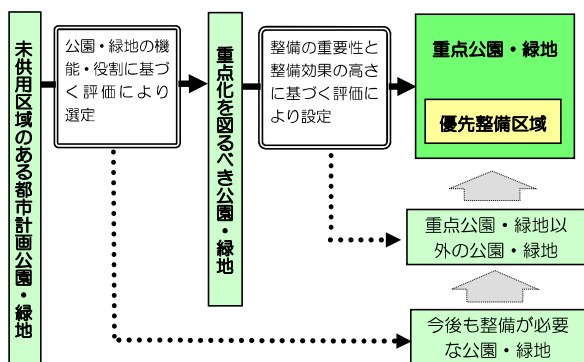 未供用区域のある都市計画公園・緑地
公園・緑地の機
能・役割に基づ
く評価により
選定
重点化を図るべき公園・緑地
整備の重要性と
整備効果の高さ
に基づく評価に
より設定
重点公園・緑地
優先整備区域
重点公園・緑地以
外の公園・緑地
今後も整備が必要
な公園・緑地